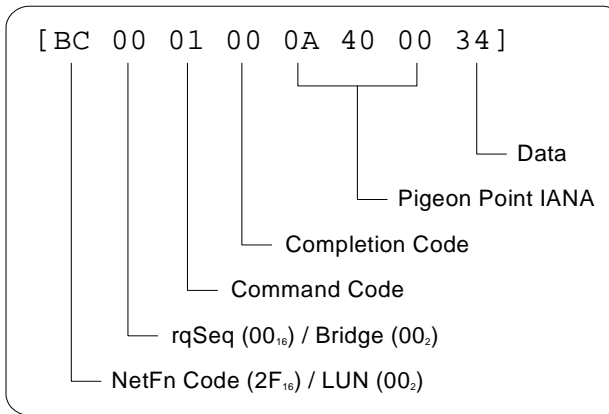 [BC 00 01 00 0A 40 00 34]
Data
Pigeon Point IANA
Completion Code
Command Code
rqSeq (00₁₆) / Bridge (00₂)
NetFn Code (2F₁₆) / LUN (00₂)